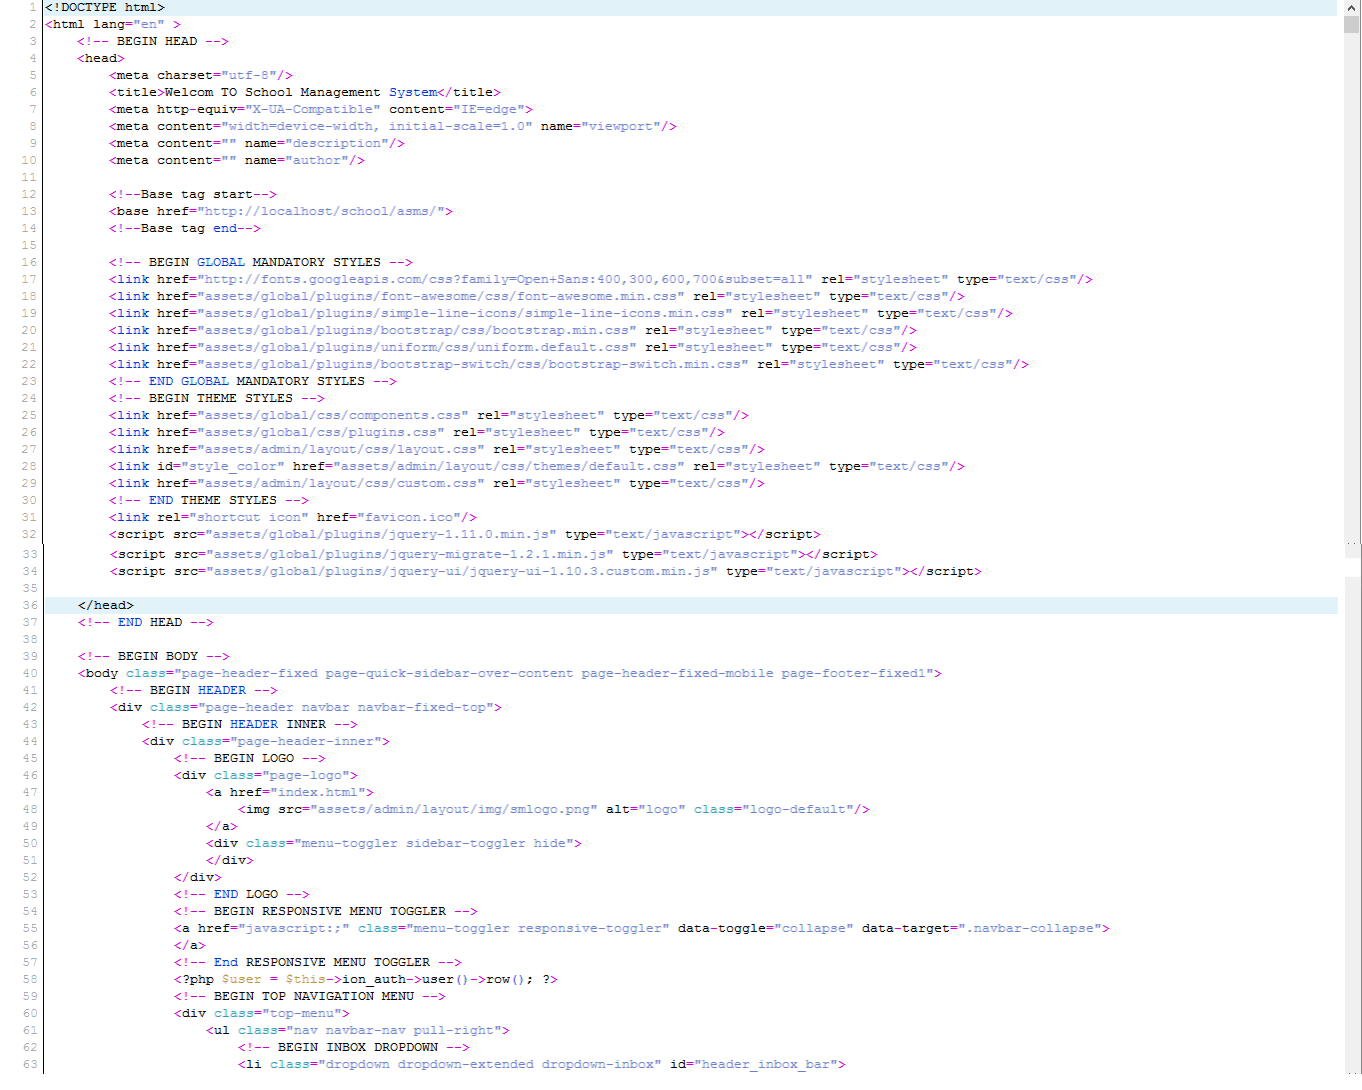 1 <!DOCTYPE html>
2 <html lang="en" >
3     <!-- BEGIN HEAD -->
4     <head>
5         <meta charset="utf-8"/>
6         <title>Welcom TO School Management System</title>
7         <meta http-equiv="X-UA-Compatible" content="IE=edge">
8         <meta content="width=device-width, initial-scale=1.0" name="viewport"/>
9         <meta content="" name="description"/>
10         <meta content="" name="author"/>
11
12         <!--Base tag start-->
13         <base href="http://localhost/school/asms/">
14         <!--Base tag end-->
15
16         <!-- BEGIN GLOBAL MANDATORY STYLES -->
17         <link href="http://fonts.googleapis.com/css?family=Open+Sans:400,300,600,700&subset=all" rel="stylesheet" type="text/css"/>
18         <link href="assets/global/plugins/font-awesome/css/font-awesome.min.css" rel="stylesheet" type="text/css"/>
19         <link href="assets/global/plugins/simple-line-icons/simple-line-icons.min.css" rel="stylesheet" type="text/css"/>
20         <link href="assets/global/plugins/bootstrap/css/bootstrap.min.css" rel="stylesheet" type="text/css"/>
21         <link href="assets/global/plugins/uniform/css/uniform.default.css" rel="stylesheet" type="text/css"/>
22         <link href="assets/global/plugins/bootstrap-switch/css/bootstrap-switch.min.css" rel="stylesheet" type="text/css"/>
23         <!-- END GLOBAL MANDATORY STYLES -->
24         <!-- BEGIN THEME STYLES -->
25         <link href="assets/global/css/components.css" rel="stylesheet" type="text/css"/>
26         <link href="assets/global/css/plugins.css" rel="stylesheet" type="text/css"/>
27         <link href="assets/admin/layout/css/layout.css" rel="stylesheet" type="text/css"/>
28         <link id="style_color" href="assets/admin/layout/css/themes/default.css" rel="stylesheet" type="text/css"/>
29         <link href="assets/admin/layout/css/custom.css" rel="stylesheet" type="text/css"/>
30         <!-- END THEME STYLES -->
31         <link rel="shortcut icon" href="favicon.ico"/>
32         <script src="assets/global/plugins/jquery-1.11.0.min.js" type="text/javascript"></script>
33         <script src="assets/global/plugins/jquery-migrate-1.2.1.min.js" type="text/javascript"></script>
34         <script src="assets/global/plugins/jquery-ui/jquery-ui-1.10.3.custom.min.js" type="text/javascript"></script>
35
36     </head>
37     <!-- END HEAD -->
38
39     <!-- BEGIN BODY -->
40     <body class="page-header-fixed page-quick-sidebar-over-content page-header-fixed-mobile page-footer-fixed1">
41         <!-- BEGIN HEADER -->
42         <div class="page-header navbar navbar-fixed-top">
43             <!-- BEGIN HEADER INNER -->
44             <div class="page-header-inner">
45                 <!-- BEGIN LOGO -->
46                 <div class="page-logo">
47                     <a href="index.html">
48                         <img src="assets/admin/layout/img/smlogo.png" alt="logo" class="logo-default"/>
49                     </a>
50                     <div class="menu-toggler sidebar-toggler hide">
51                     </div>
52                 </div>
53                 <!-- END LOGO -->
54                 <!-- BEGIN RESPONSIVE MENU TOGGLER -->
55                 <a href="javascript:;" class="menu-toggler responsive-toggler" data-toggle="collapse" data-target=".navbar-collapse">
56                 </a>
57                 <!-- End RESPONSIVE MENU TOGGLER -->
58                 <?php $user = $this->ion_auth->user()->row(); ?>
59                 <!-- BEGIN TOP NAVIGATION MENU -->
60                 <div class="top-menu">
61                     <ul class="nav navbar-nav pull-right">
62                         <!-- BEGIN INBOX DROPDOWN -->
63                         <li class="dropdown dropdown-extended dropdown-inbox" id="header_inbox_bar">